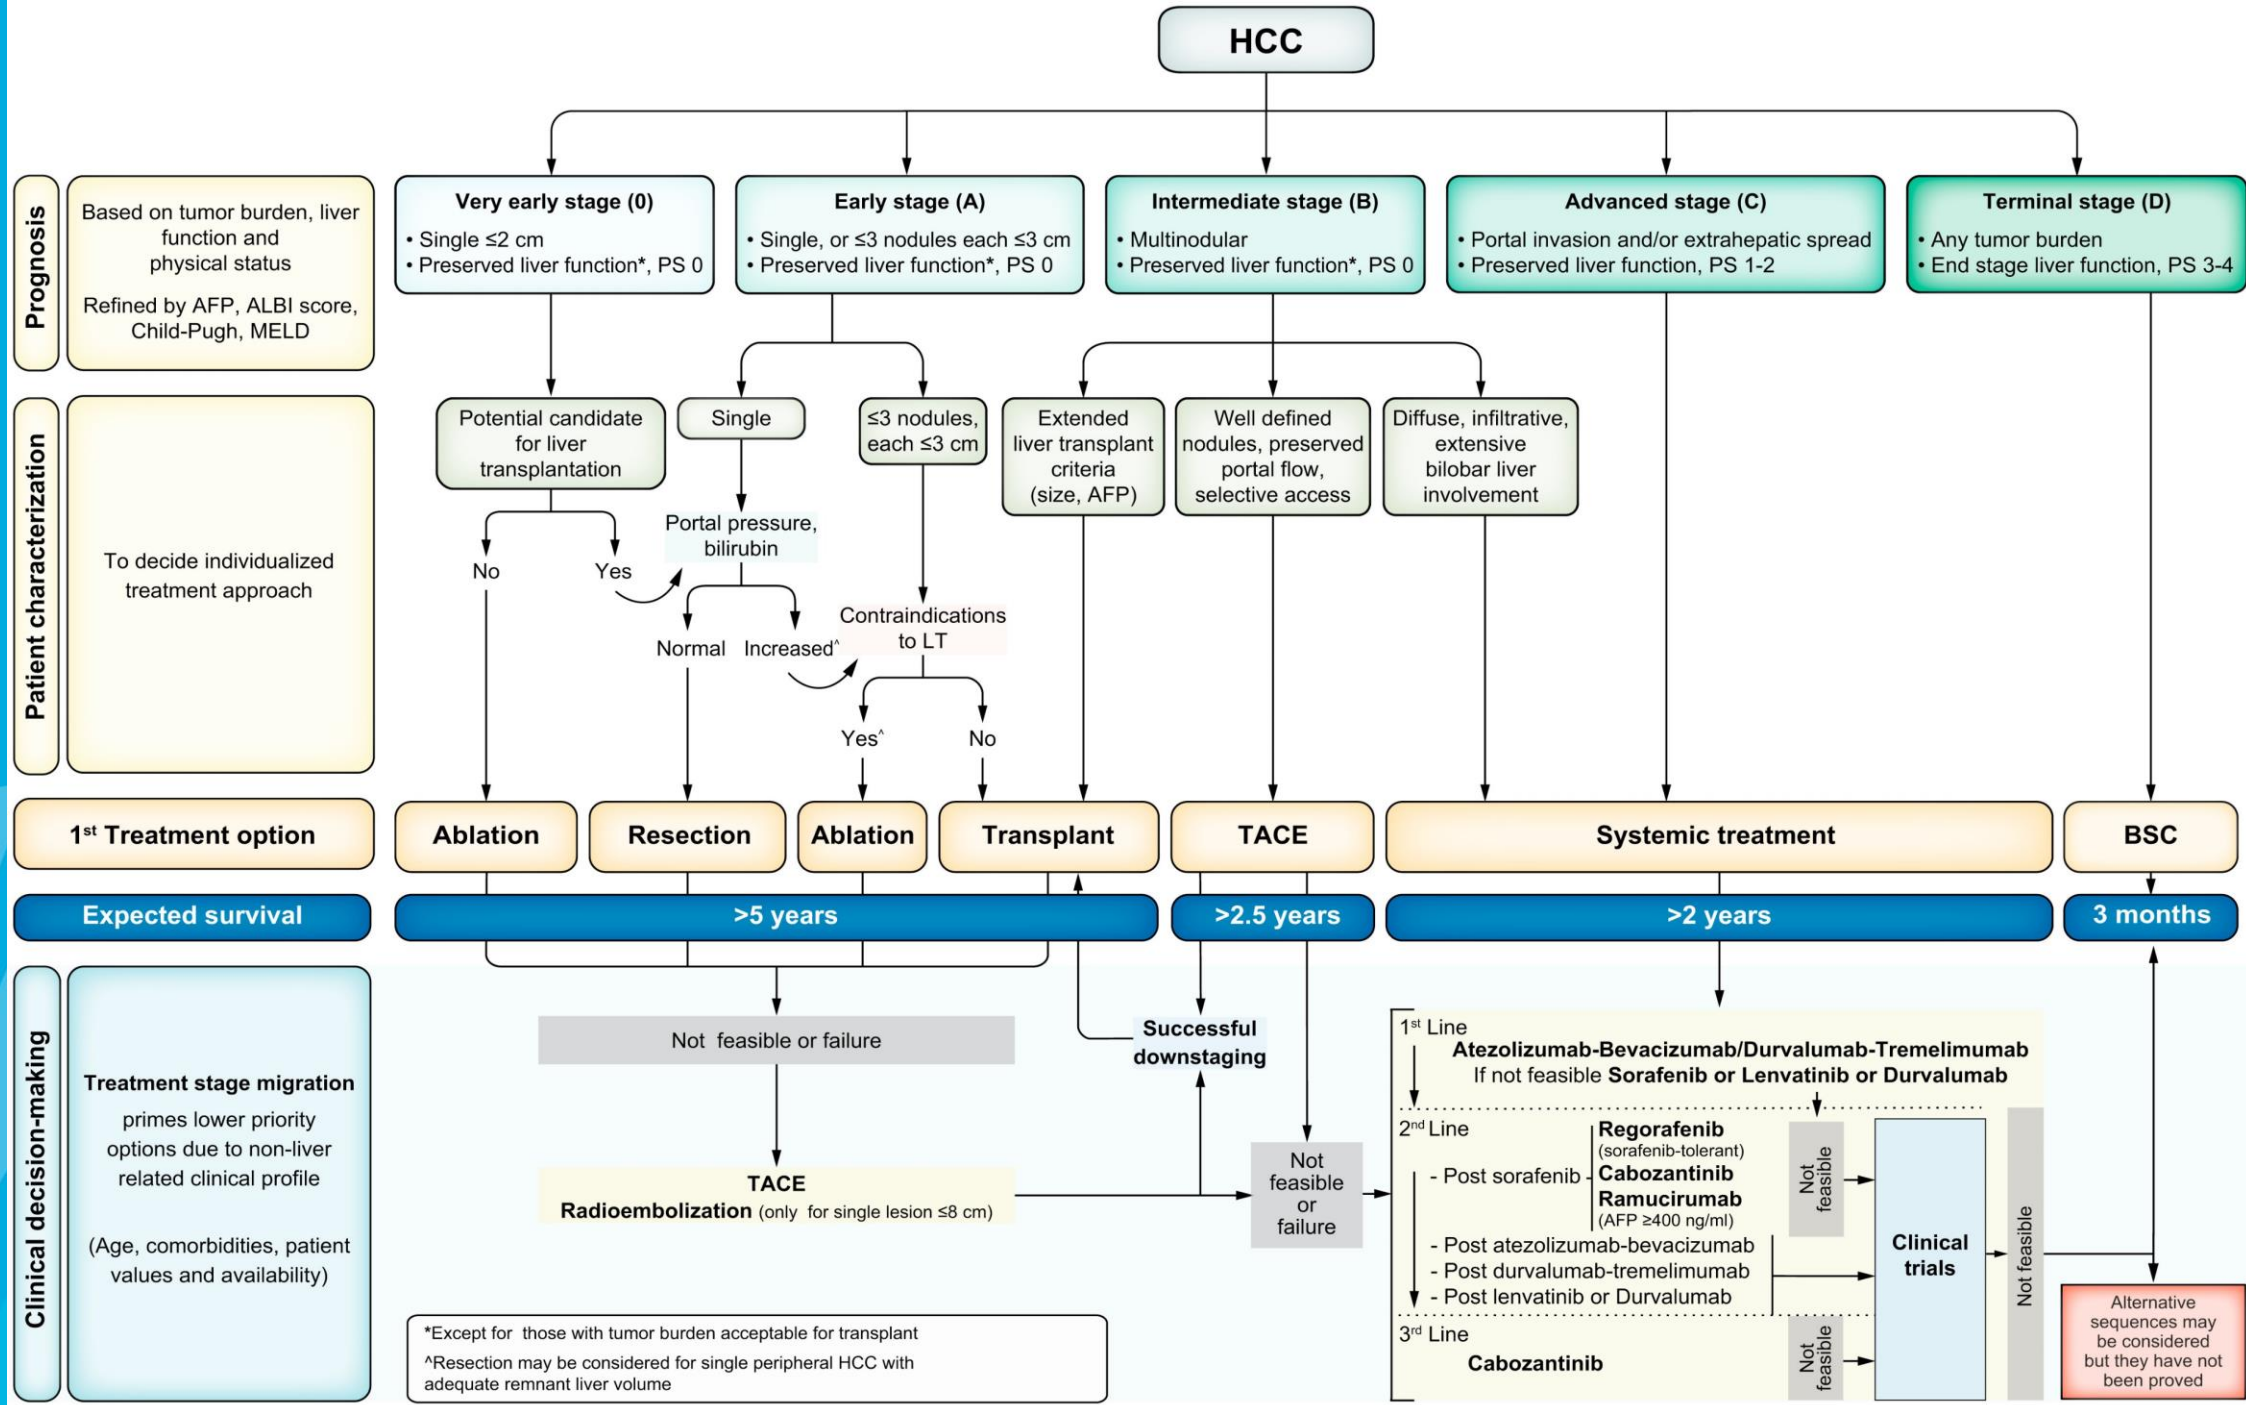 HCC
Prognosis
Based on tumor burden, liver
function and
physical status
Refined by AFP, ALBI score,
Child-Pugh, MELD
Very early stage (0)
• Single ≤2 cm
• Preserved liver function*, PS 0
Early stage (A)
• Single, or ≤3 nodules each ≤3 cm
• Preserved liver function*, PS 0
Intermediate stage (B)
• Multinodular
• Preserved liver function*, PS 0
Advanced stage (C)
• Portal invasion and/or extrahepatic spread
• Preserved liver function, PS 1-2
Terminal stage (D)
• Any tumor burden
• End stage liver function, PS 3-4
Patient characterization
To decide individualized
treatment approach
Potential candidate
for liver
transplantation
No
Yes
Single
Portal pressure,
bilirubin
Normal
Increased^
≤3 nodules,
each ≤3 cm
Contraindications
to LT
Yes^
No
Extended
liver transplant
criteria
(size, AFP)
Well defined
nodules, preserved
portal flow,
selective access
Diffuse, infiltrative,
extensive
bilobar liver
involvement
1st Treatment option
Ablation
Resection
Ablation
Transplant
TACE
Systemic treatment
BSC
Expected survival
>5 years
>2.5 years
>2 years
3 months
Clinical decision-making
Treatment stage migration
primes lower priority
options due to non-liver
related clinical profile
(Age, comorbidities, patient
values and availability)
Not feasible or failure
TACE
Radioembolization (only for single lesion ≤8 cm)
Successful
downstaging
Not
feasible
or
failure
1st Line
Atezolizumab-Bevacizumab/Durvalumab-Tremelimumab
If not feasible Sorafenib or Lenvatinib or Durvalumab
2nd Line
- Post sorafenib
Regorafenib
(sorafenib-tolerant)
Cabozantinib
Ramucirumab
(AFP ≥400 ng/ml)
- Post atezolizumab-bevacizumab
- Post durvalumab-tremelimumab
- Post lenvatinib or Durvalumab
3rd Line
Cabozantinib
Not
feasible
Not
feasible
Clinical
trials
Not feasible
Alternative
sequences may
be considered
but they have not
been proved
*Except for those with tumor burden acceptable for transplant
^Resection may be considered for single peripheral HCC with
adequate remnant liver volume